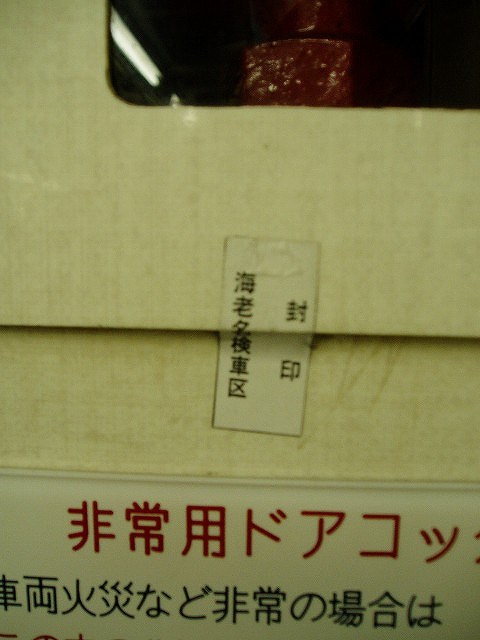 封印
海老名検車区
非常用ドアコッ
車両火災など非常の場合は